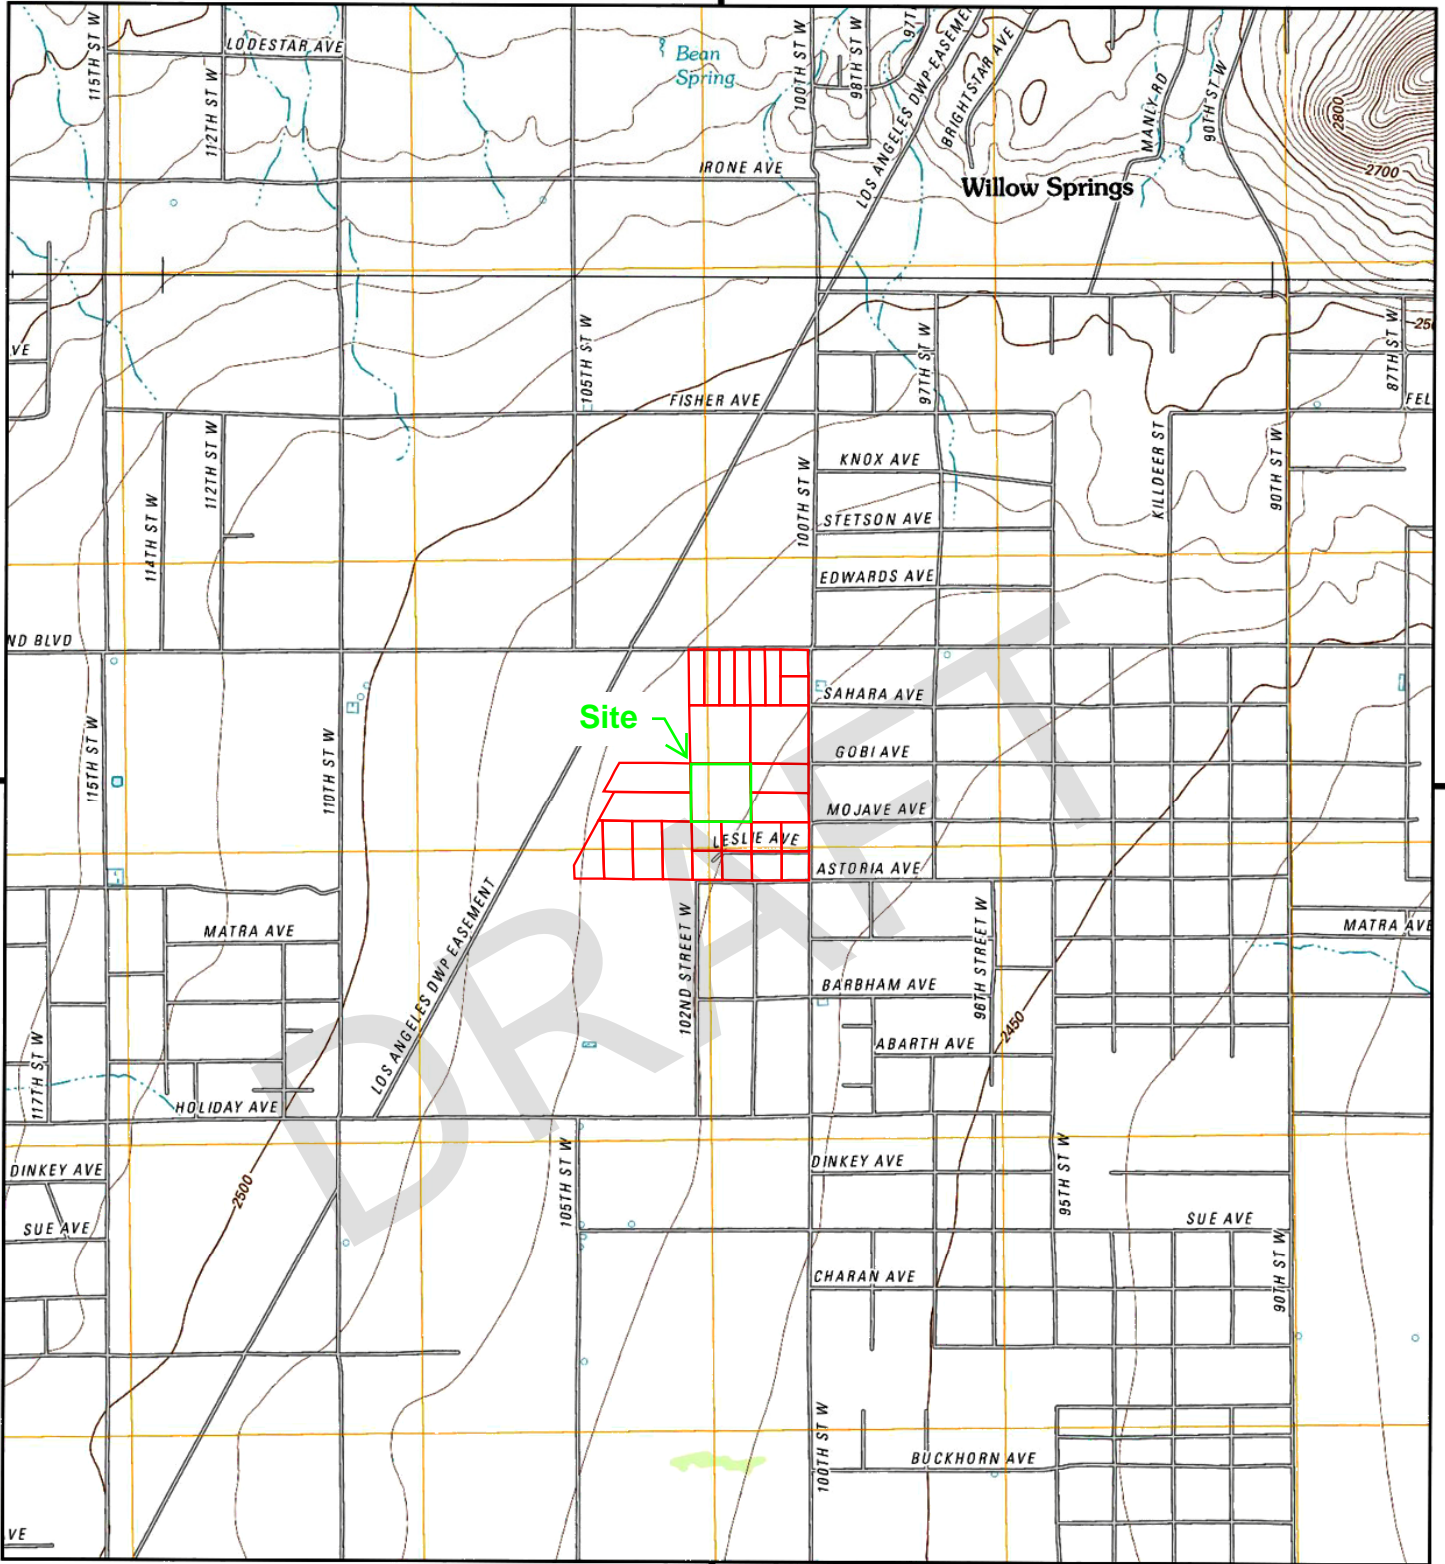 115TH ST W
LODESTAR AVE
112TH ST W
Bean
Spring
100TH ST W
98TH ST W
97T
LOS ANGELES DWP EASEMEN
BRIGHTSTAR AVE
MANLY RD
90TH ST W
2800
2700
IRONE AVE
Willow Springs
VE
105TH ST W
97TH ST W
87TH ST W
250
FISHER AVE
FEL
112TH ST W
114TH ST W
100TH ST W
KNOX AVE
STETSON AVE
EDWARDS AVE
KILLDEER ST
90TH ST W
ND BLVD
Site
SAHARA AVE
GOBI AVE
MOJAVE AVE
LESLIE AVE
ASTORIA AVE
115TH ST W
110TH ST W
MATRA AVE
LOS ANGELES DWP EASEMENT
102ND STREET W
96TH STREET W
MATRA AVE
BARBHAM AVE
2450
ABARTH AVE
117TH ST W
HOLIDAY AVE
DINKEY AVE
SUE AVE
2500
105TH ST W
DINKEY AVE
95TH ST W
SUE AVE
CHARAN AVE
90TH ST W
100TH ST W
BUCKHORN AVE
VE
DRAFT